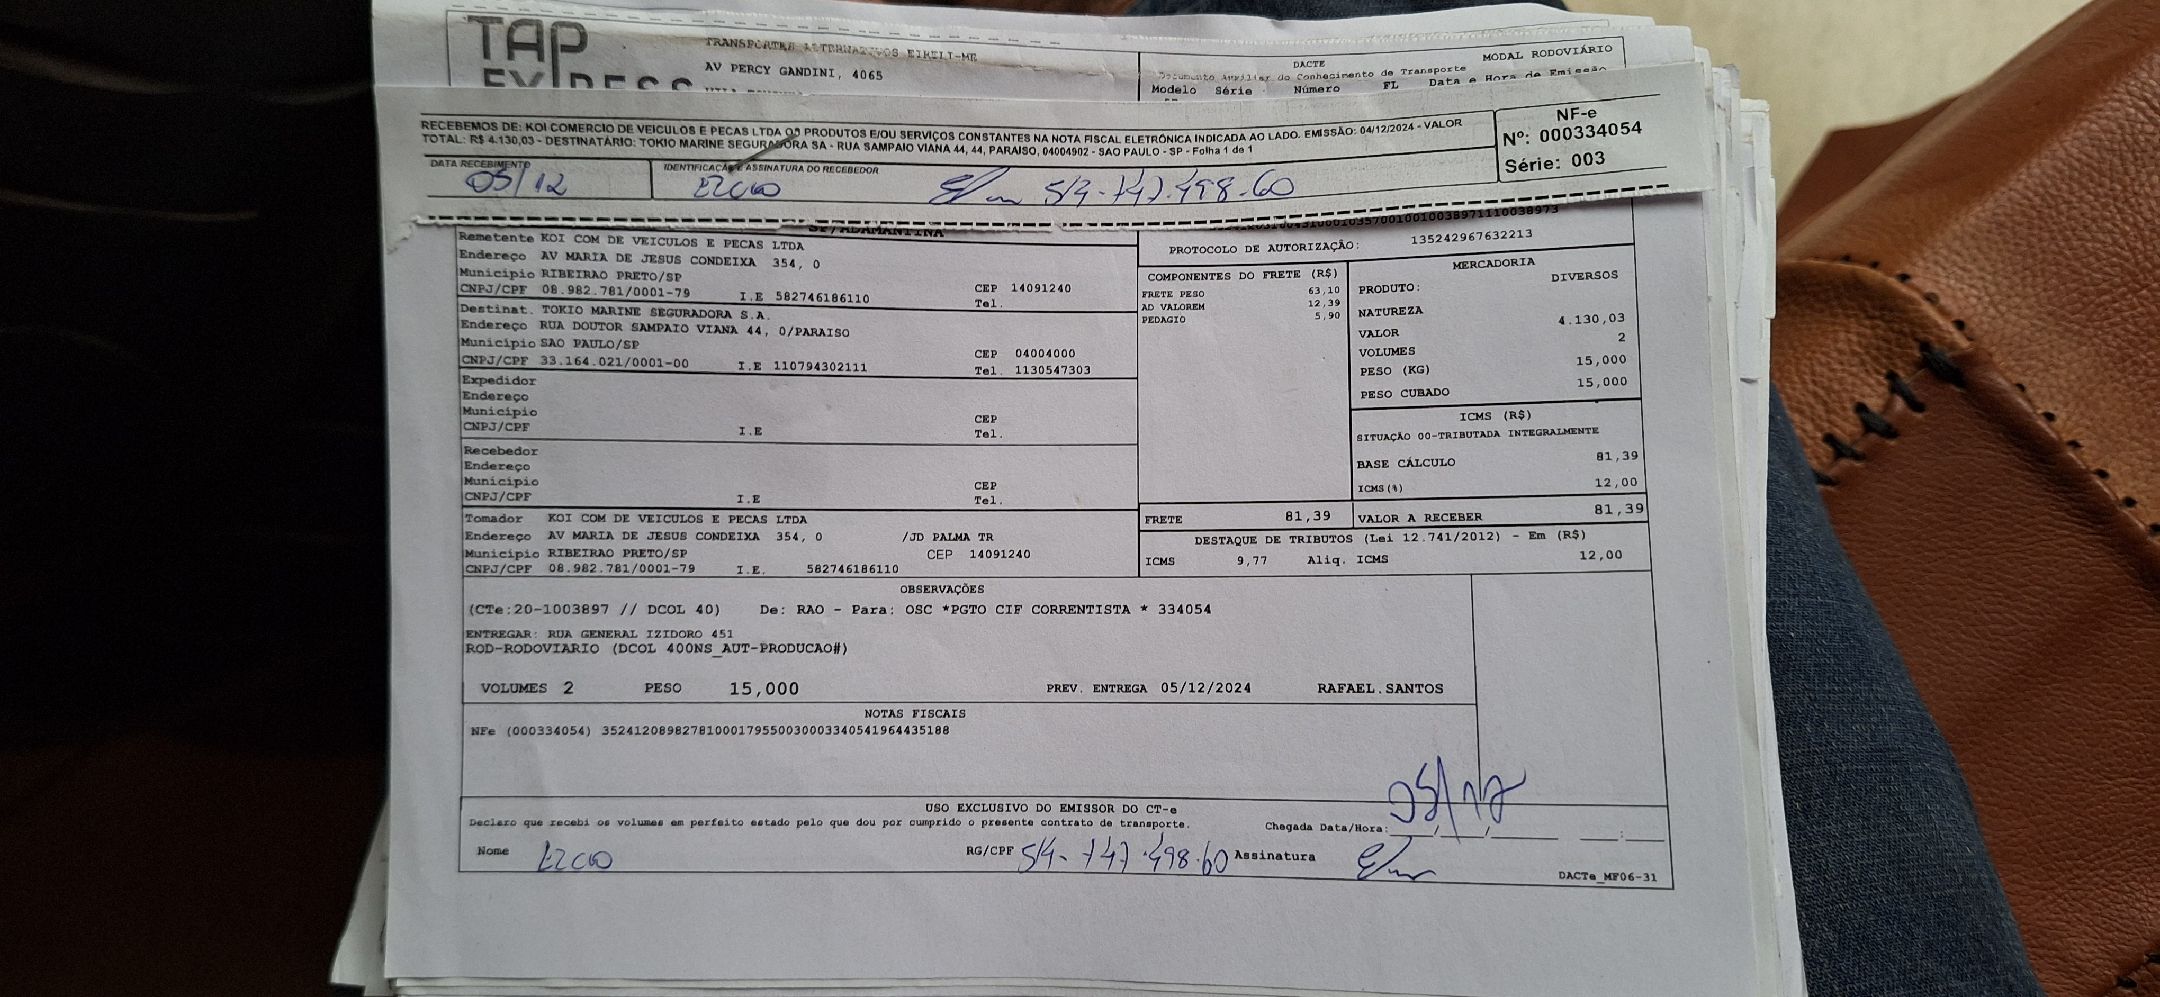 TAP
EXPRESS
TRANSPORTES ALTERNATIVOS EIRELI-ME
AV PERCY GANDINI, 4065
DACTE
MODAL RODOVIÁRIO
Documento Auxiliar do Conhecimento de Transporte
Modelo Série Número FL Data e Hora de Emissão
RECEBEMOS DE: KOI COMERCIO DE VEICULOS E PECAS LTDA OS PRODUTOS E/OU SERVIÇOS CONSTANTES NA NOTA FISCAL ELETRÔNICA INDICADA AO LADO. EMISSÃO: 04/12/2024 - VALOR
TOTAL: R$ 4.130,03 - DESTINATÁRIO: TOKIO MARINE SEGURADORA SA - RUA SAMPAIO VIANA 44, 44, PARAISO, 04004902 - SAO PAULO - SP - Folha 1 de 1
NF-e
Nº: 000334054
Série: 003
DATA RECEBIMENTO
05/12
IDENTIFICAÇÃO E ASSINATURA DO RECEBEDOR
SP/ADAMANTINA
Remetente KOI COM DE VEICULOS E PECAS LTDA
Endereço AV MARIA DE JESUS CONDEIXA 354, 0
Municipio RIBEIRAO PRETO/SP
CEP 14091240
CNPJ/CPF 08.982.781/0001-79 I.E 582746186110
Tel.
Destinat. TOKIO MARINE SEGURADORA S.A.
Endereço RUA DOUTOR SAMPAIO VIANA 44, 0/PARAISO
Municipio SAO PAULO/SP
CEP 04004000
CNPJ/CPF 33.164.021/0001-00 I.E 110794302111
Tel. 1130547303
Expedidor
Endereço
Municipio
CEP
CNPJ/CPF I.E
Tel.
Recebedor
Endereço
Municipio
CEP
CNPJ/CPF I.E
Tel.
Tomador KOI COM DE VEICULOS E PECAS LTDA
Endereço AV MARIA DE JESUS CONDEIXA 354, 0 /JD PALMA TR
Municipio RIBEIRAO PRETO/SP CEP 14091240
CNPJ/CPF 08.982.781/0001-79 I.E. 582746186110
PROTOCOLO DE AUTORIZAÇÃO: 135242967632213
COMPONENTES DO FRETE (R$)
FRETE PESO 63,10
AD VALOREM 12,39
PEDAGIO 5,90
MERCADORIA
PRODUTO: DIVERSOS
NATUREZA
VALOR 4.130,03
VOLUMES 2
PESO (KG) 15,000
PESO CUBADO 15,000
ICMS (R$)
SITUAÇÃO 00-TRIBUTADA INTEGRALMENTE
BASE CÁLCULO 81,39
ICMS(%) 12,00
FRETE 81,39
VALOR A RECEBER 81,39
DESTAQUE DE TRIBUTOS (Lei 12.741/2012) - Em (R$)
ICMS 9,77 Aliq. ICMS 12,00
OBSERVAÇÕES
(CTe:20-1003897 // DCOL 40) De: RAO - Para: OSC *PGTO CIF CORRENTISTA * 334054
ENTREGAR: RUA GENERAL IZIDORO 451
ROD-RODOVIARIO (DCOL 400NS_AUT-PRODUCAO#)
VOLUMES 2 PESO 15,000 PREV. ENTREGA 05/12/2024 RAFAEL.SANTOS
NOTAS FISCAIS
NFe (000334054) 35241208982781000179550030003340541964435188
USO EXCLUSIVO DO EMISSOR DO CT-e
Declaro que recebi os volumes em perfeito estado pelo que dou por cumprido o presente contrato de transporte.
Chegada Data/Hora: 05/12
Nome
RG/CPF
Assinatura
DACTe_MF06-31